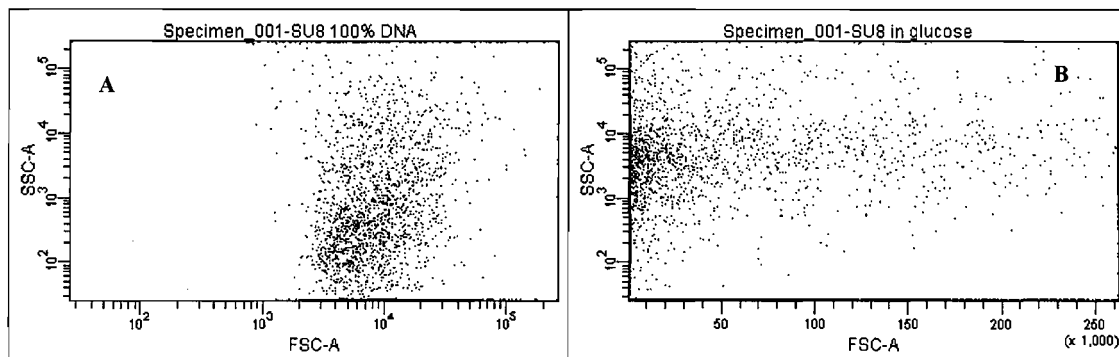 Specimen_001-SU8 100% DNA
A
SSC-A
10^5
10^4
10^3
10^2
10^2 10^3 10^4 10^5
FSC-A
Specimen_001-SU8 in glucose
B
SSC-A
10^5
10^4
10^3
10^2
50 100 150 200 250
(x 1,000)
FSC-A